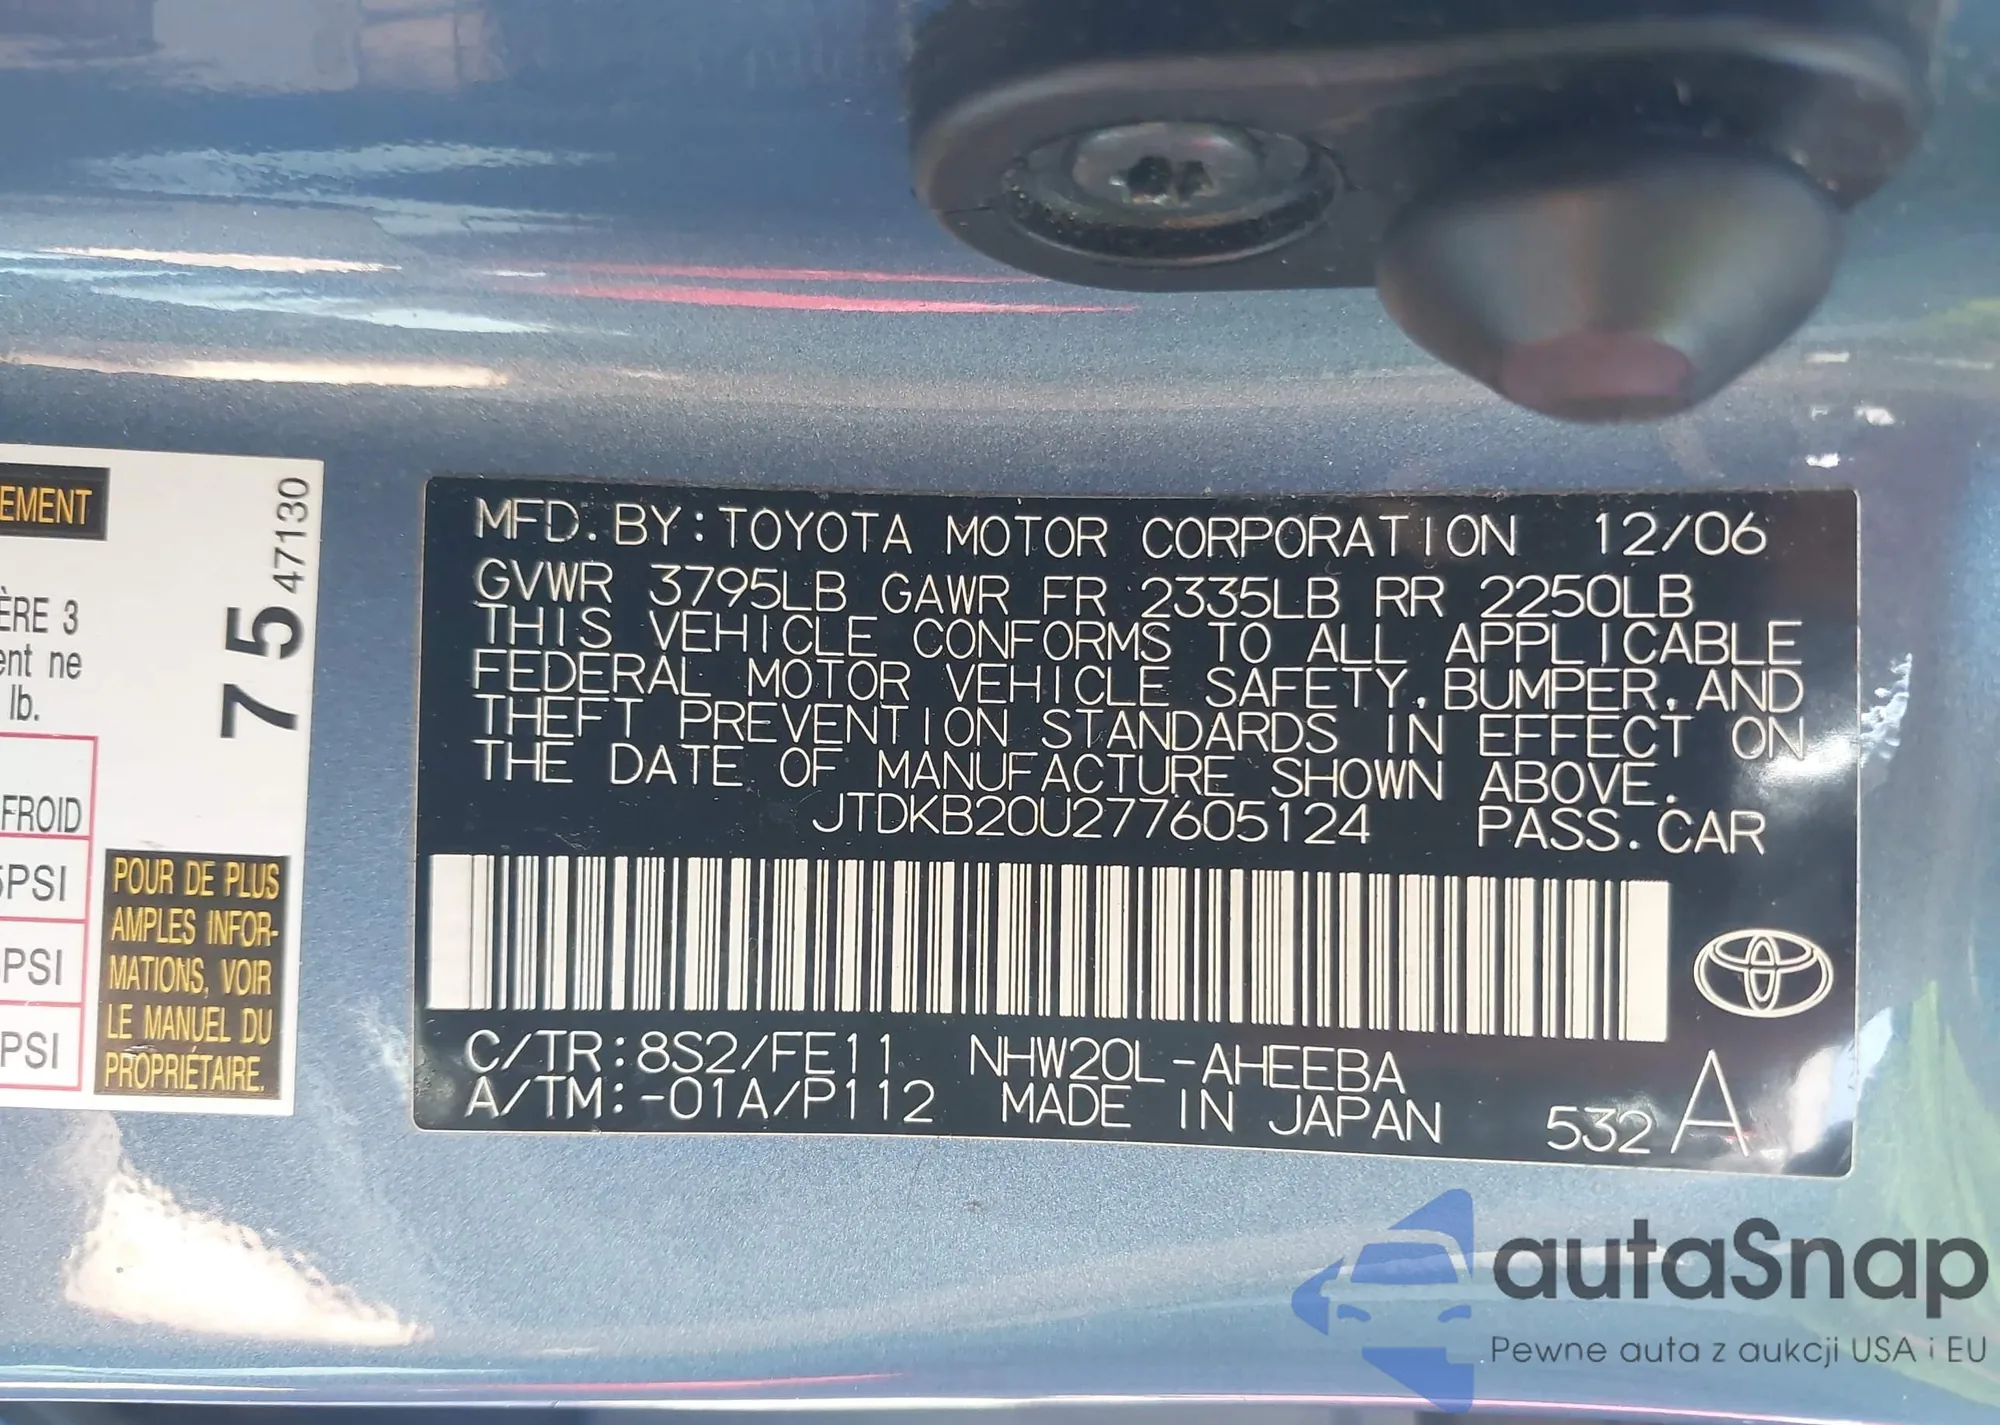 EMENT
ÈRE 3
ent ne
lb.
FROID
5PSI
PSI
PSI
POUR DE PLUS
AMPLES INFOR-
MATIONS, VOIR
LE MANUEL DU
PROPRIÉTAIRE.
75 47130
MFD. BY: TOYOTA MOTOR CORPORATION 12/06
GVWR 3795LB GAWR FR 2335LB RR 2250LB
THIS VEHICLE CONFORMS TO ALL APPLICABLE
FEDERAL MOTOR VEHICLE SAFETY, BUMPER, AND
THEFT PREVENTION STANDARDS IN EFFECT ON
THE DATE OF MANUFACTURE SHOWN ABOVE.
JTDKB20U277605124 PASS. CAR
C/TR: 8S2/FE11 NHW20L-AHEEBA
A/TM: -01A/P112 MADE IN JAPAN 532 A
autaSnap
Pewne auta z aukcji USA i EU